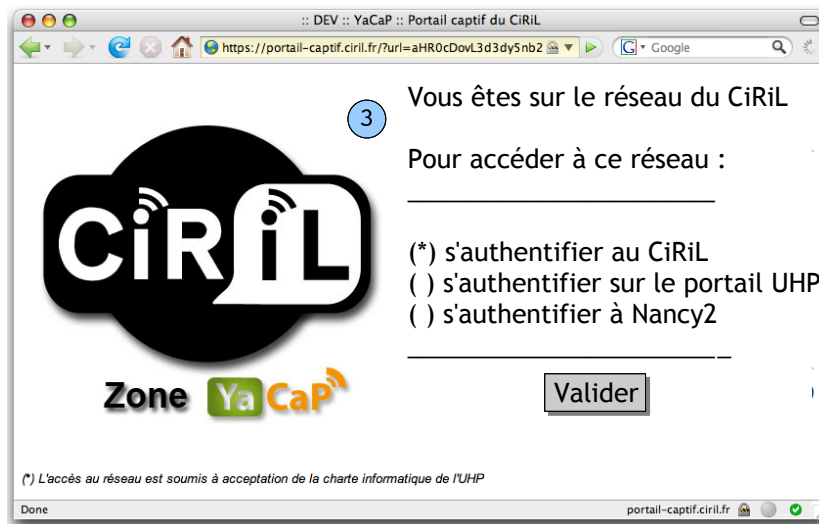 :: DEV :: YaCaP :: Portail captif du CiRiL
https://portail-captif.ciril.fr/?url=aHR0cDovL3d3dy5nb2
G Google
3
Vous êtes sur le réseau du CiRiL
Pour accéder à ce réseau :
(*) s'authentifier au CiRiL
( ) s'authentifier sur le portail UHP
( ) s'authentifier à Nancy2
Valider
CiRiL
Zone YaCaP
(*) L'accès au réseau est soumis à acceptation de la charte informatique de l'UHP
Done
portail-captif.ciril.fr